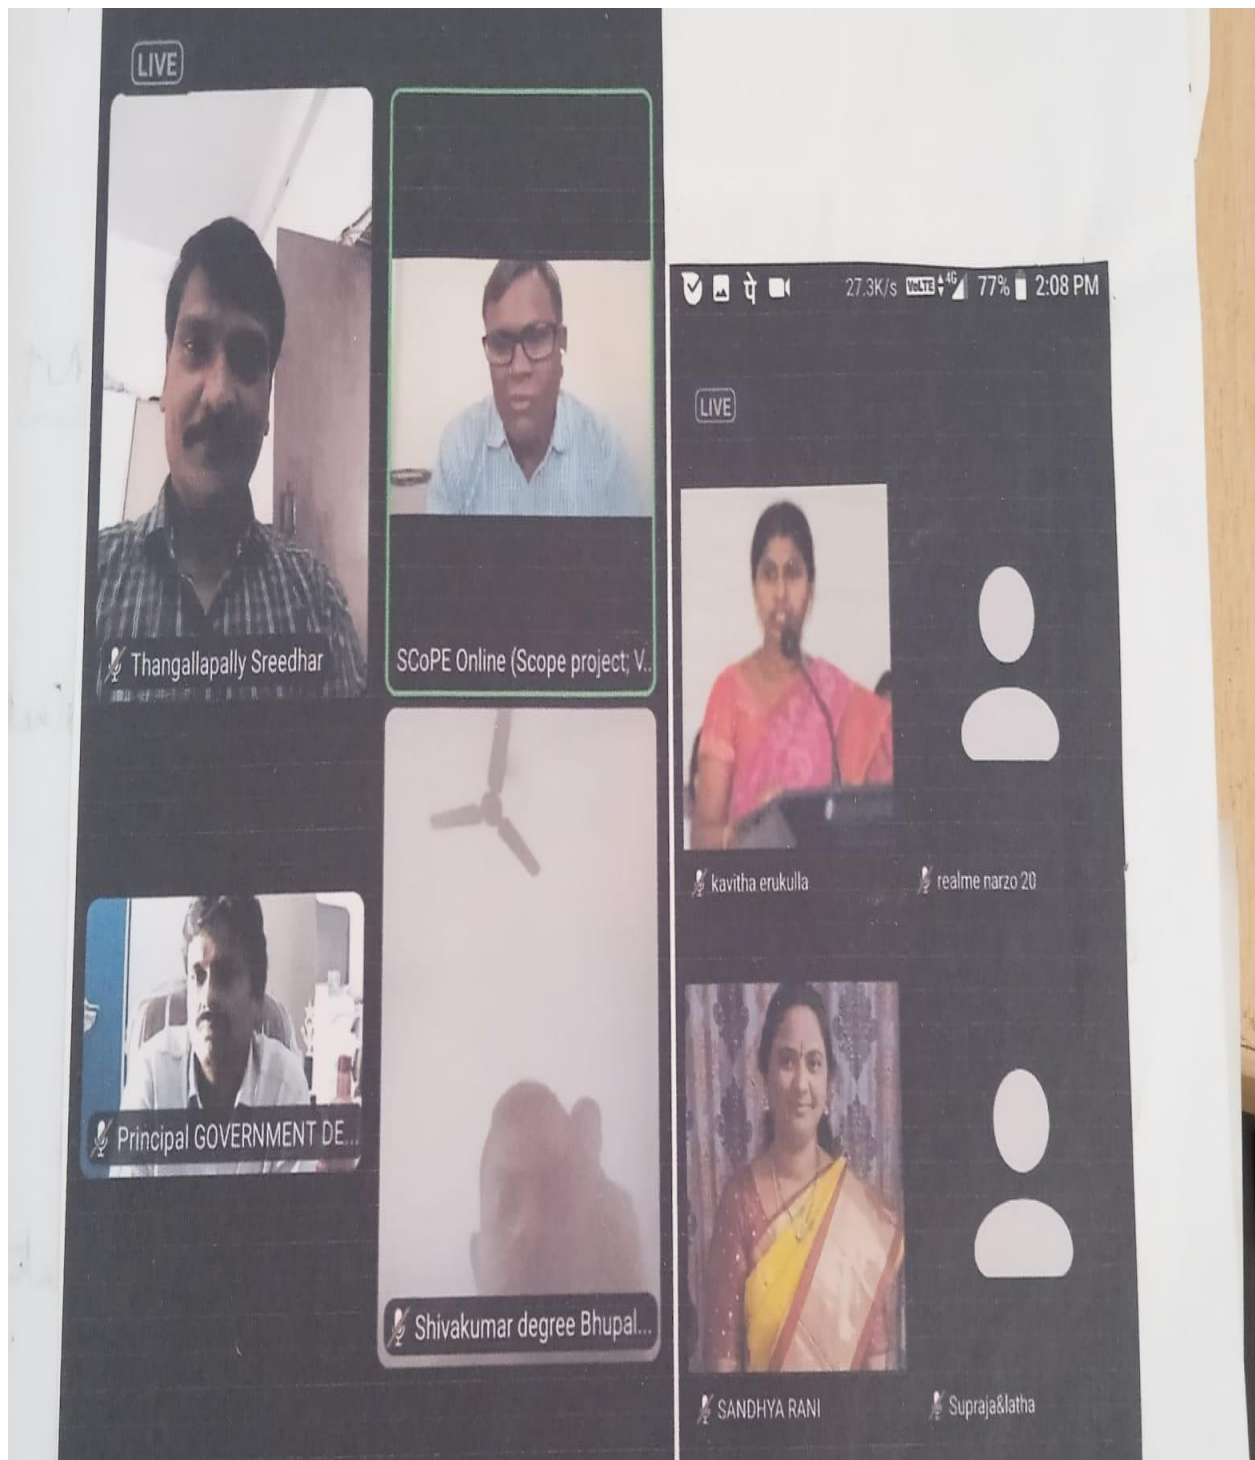 LIVE
Thangallapally Sreedhar
SCoPE Online (Scope project; V..
Principal GOVERNMENT DE...
Shivakumar degree Bhupal...
पे 27.3K/s VoLTE 4G 77% 2:08 PM
LIVE
kavitha erukulla
realme narzo 20
SANDHYA RANI
Supraja&latha